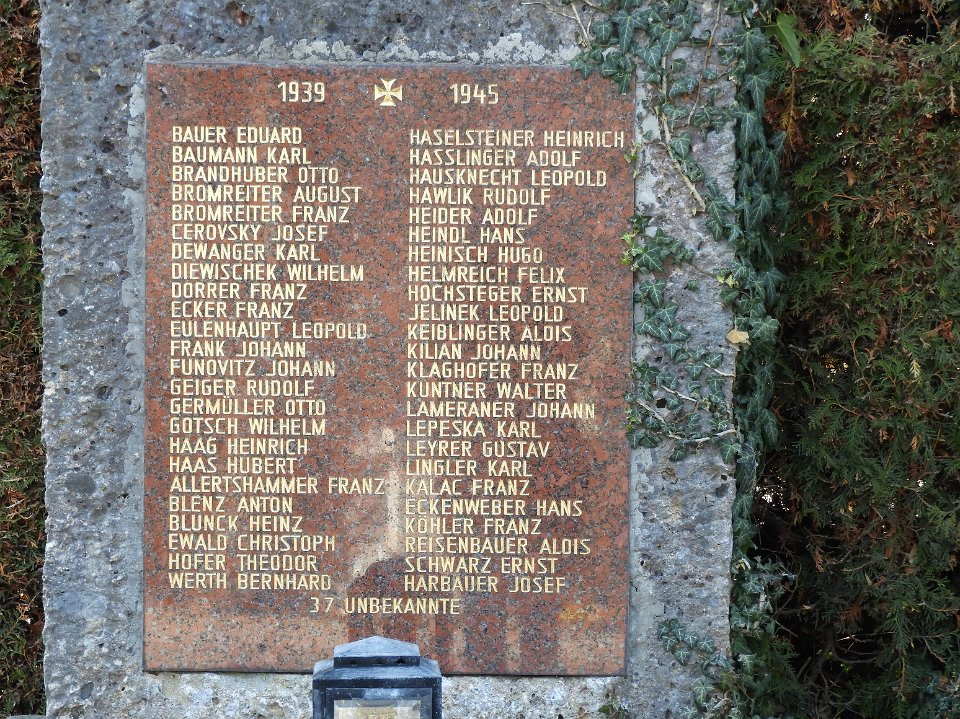 1939 1945
BAUER EDUARD
BAUMANN KARL
BRANDHUBER OTTO
BROMREITER AUGUST
BROMREITER FRANZ
CEROVSKY JOSEF
DEWANGER KARL
DIEWISCHEK WILHELM
DORRER FRANZ
ECKER FRANZ
EULENHAUPT LEOPOLD
FRANK JOHANN
FUNOVITZ JOHANN
GEIGER RUDOLF
GERMÜLLER OTTO
GÖTSCH WILHELM
HAAG HEINRICH
HAAS HUBERT
ALLERTSHAMMER FRANZ
BLENZ ANTON
BLUNCK HEINZ
EWALD CHRISTOPH
HOFER THEODOR
WERTH BERNHARD
HASELSTEINER HEINRICH
HASSLINGER ADOLF
HAUSKNECHT LEOPOLD
HAWLIK RUDOLF
HEIDER ADOLF
HEINDL HANS
HEINISCH HUGO
HELMREICH FELIX
HOCHSTEGER ERNST
JELINEK LEOPOLD
KEIBLINGER ALOIS
KILIAN JOHANN
KLAGHOFER FRANZ
KUNTNER WALTER
LAMERANER JOHANN
LEPESKA KARL
LEYRER GUSTAV
LINGLER KARL
KALAC FRANZ
ECKENWEBER HANS
KÖHLER FRANZ
REISENBAUER ALOIS
SCHWARZ ERNST
HARBAUER JOSEF
37 UNBEKANNTE